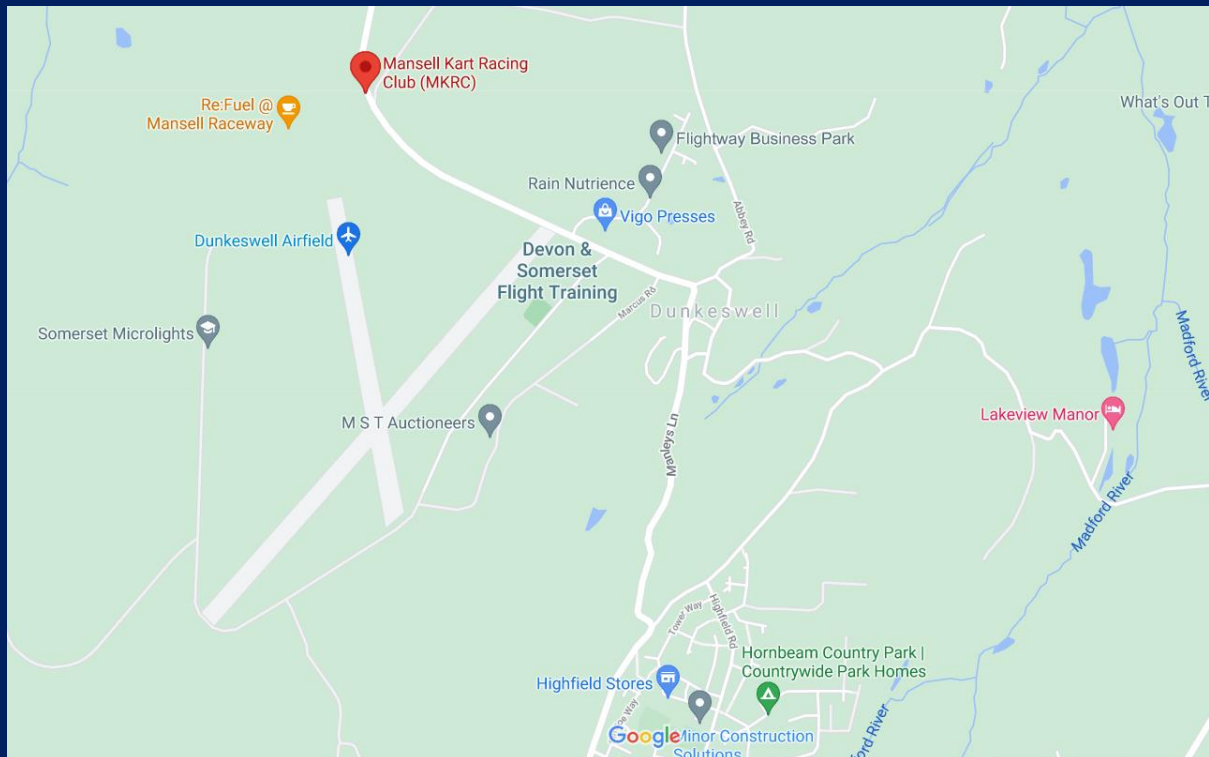 Mansell Kart Racing
Club (MKRC)
Re:Fuel @
Mansell Raceway
What's Out T
Flightway Business Park
Rain Nutrience
Vigo Presses
Abbey Rd
Dunkeswell Airfield
Devon &
Somerset
Flight Training
Marcus Rd
Dunkeswell
Somerset Microlights
Madford River
M S T Auctioneers
Manleys Ln
Lakeview Manor
Madford River
Tower Way
Highfield Rd
Hornbeam Country Park |
Countrywide Park Homes
Highfield Stores
Way
Google
Minor Construction
Solutions
River